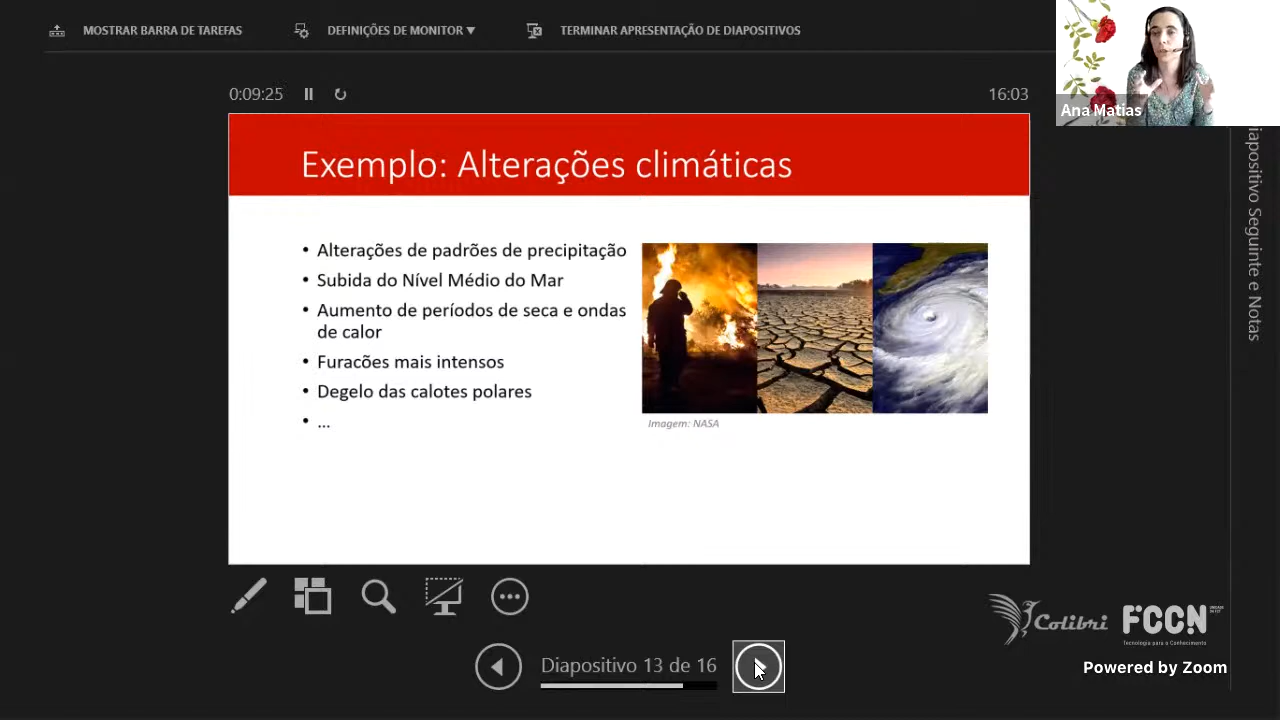 MOSTRAR BARRA DE TAREFAS
DEFINIÇÕES DE MONITOR ▼
TERMINAR APRESENTAÇÃO DE DIAPOSITIVOS
Ana Matias
0:09:25
16:03
Exemplo: Alterações climáticas
• Alterações de padrões de precipitação
• Subida do Nível Médio do Mar
• Aumento de períodos de seca e ondas
de calor
• Furacões mais intensos
• Degelo das calotes polares
• ...
Imagem: NASA
iapositivo Seguinte e Notas
Diapositivo 13 de 16
Colibri
FCCN
Tecnologia para o Conhecimento
Powered by Zoom